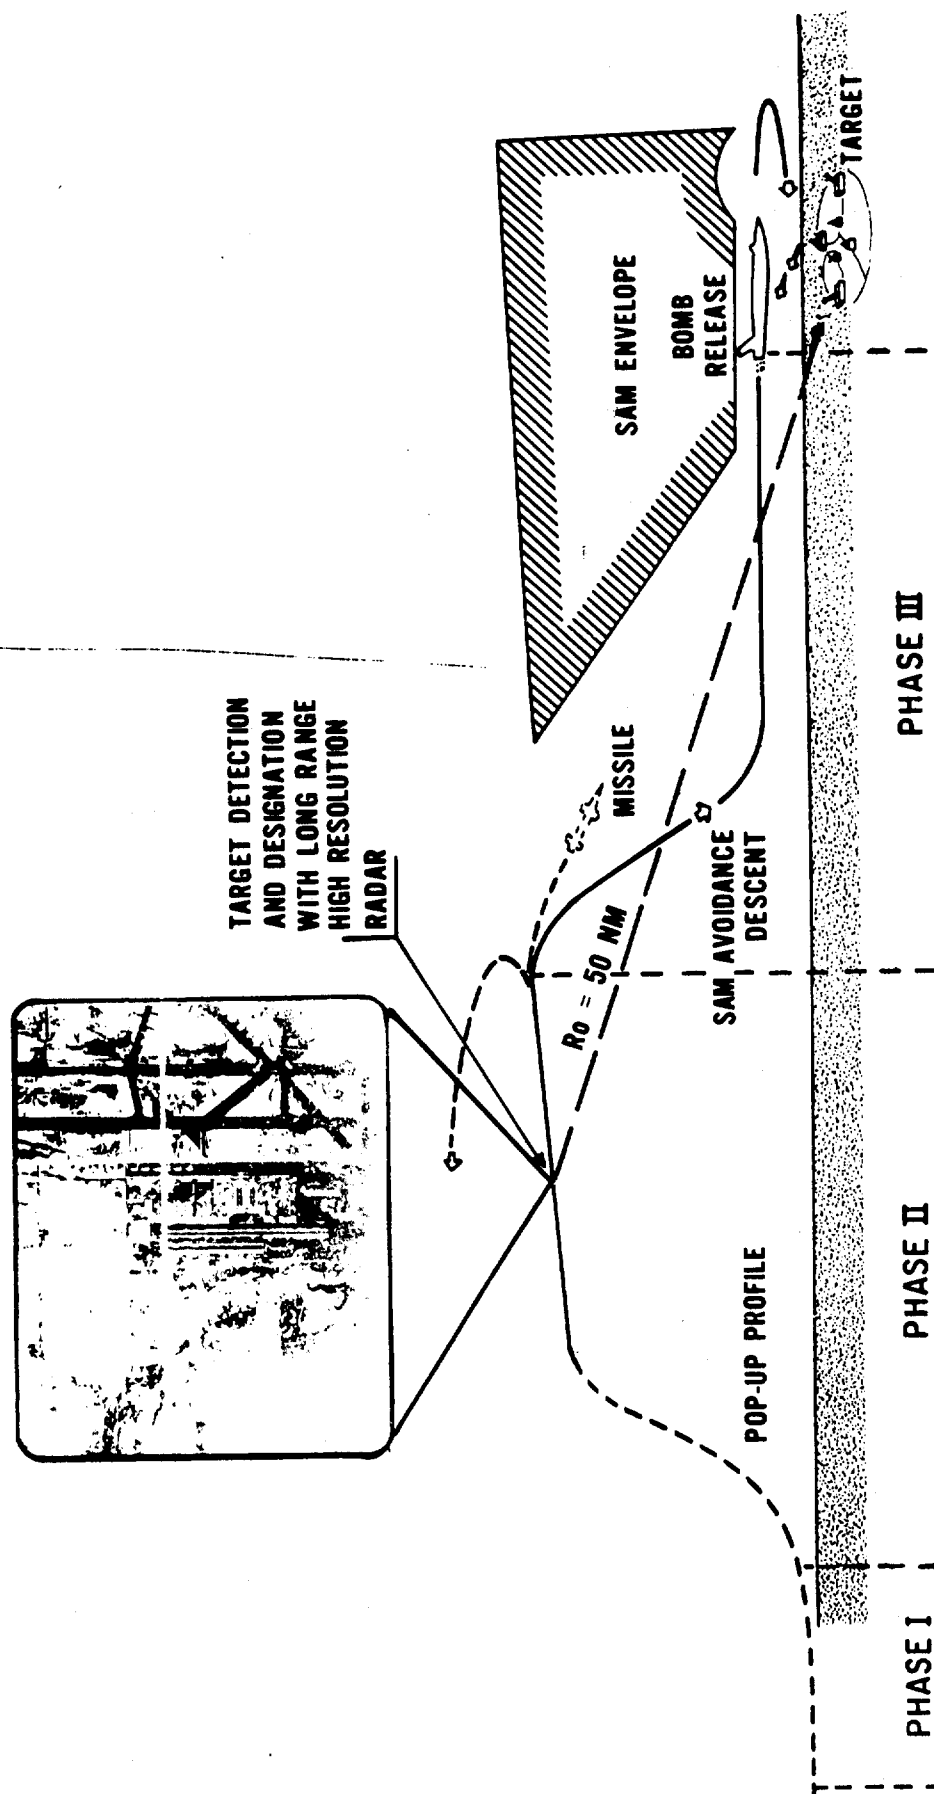 TARGET DETECTION
AND DESIGNATION
WITH LONG RANGE
HIGH RESOLUTION
RADAR
SAM ENVELOPE
BOMB
RELEASE
MISSILE
R₀ = 50 NM
SAM AVOIDANCE
DESCENT
POP-UP PROFILE
TARGET
PHASE I
PHASE II
PHASE III